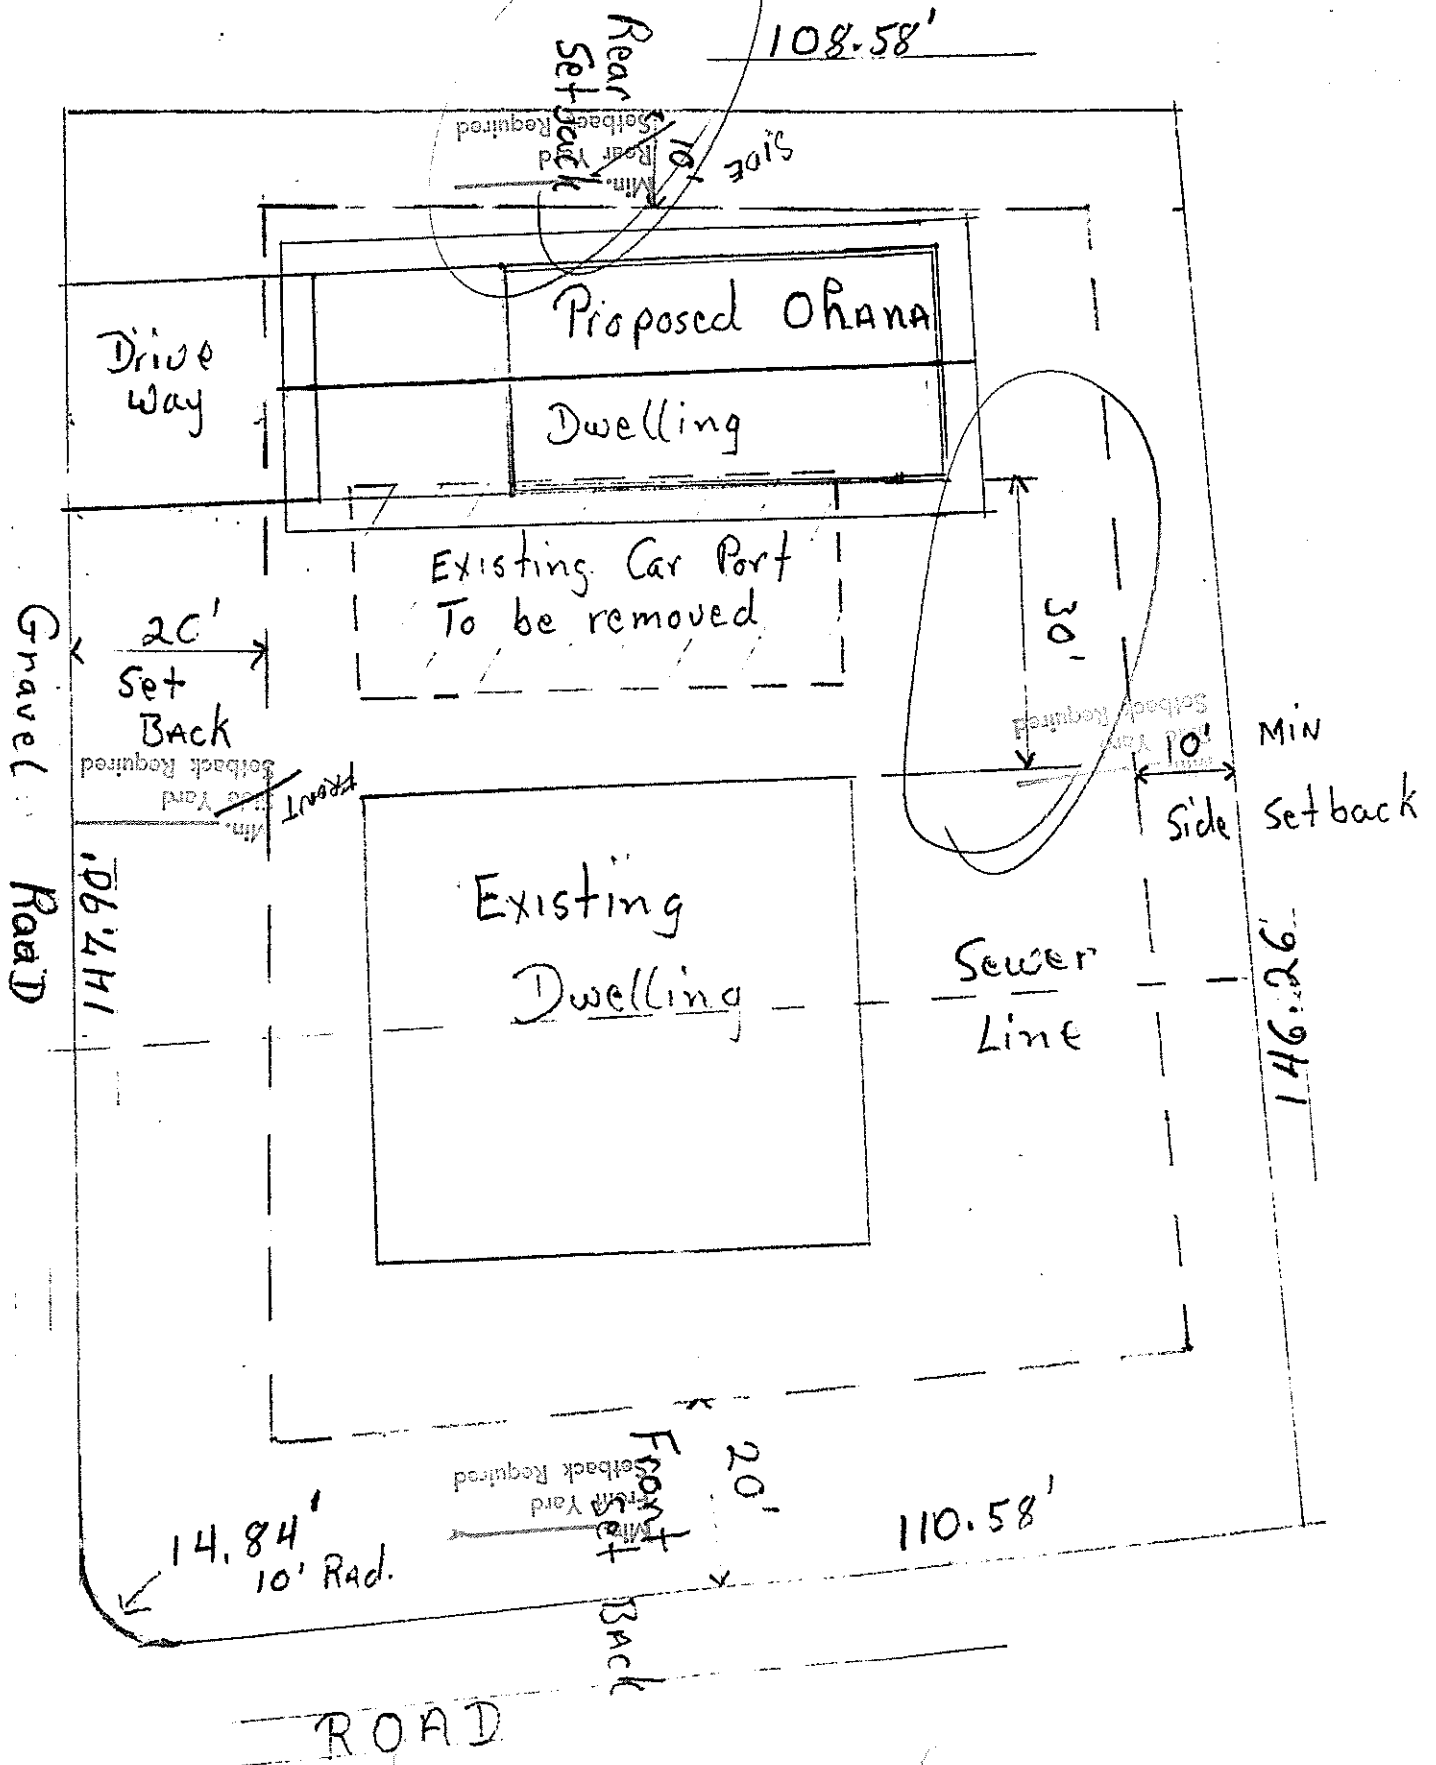 108.58'
Rear
Setback
Min.
Rear Yard
Setback Required
10'
SIDE
Proposed Ohana
Dwelling
Drive
Way
Existing Car Port
To be removed
30'
20'
Set
BACK
Min.
Side Yard
Setback Required
FRONT
Gravel Road
147.90'
Min.
Side Yard
Setback Required
10' MIN
Side Setback
Existing
Dwelling
Sewer
Line
146.26'
Min.
Front Yard
Setback Required
Front
Set Back
20'
110.58'
14.84'
10' Rad.
ROAD